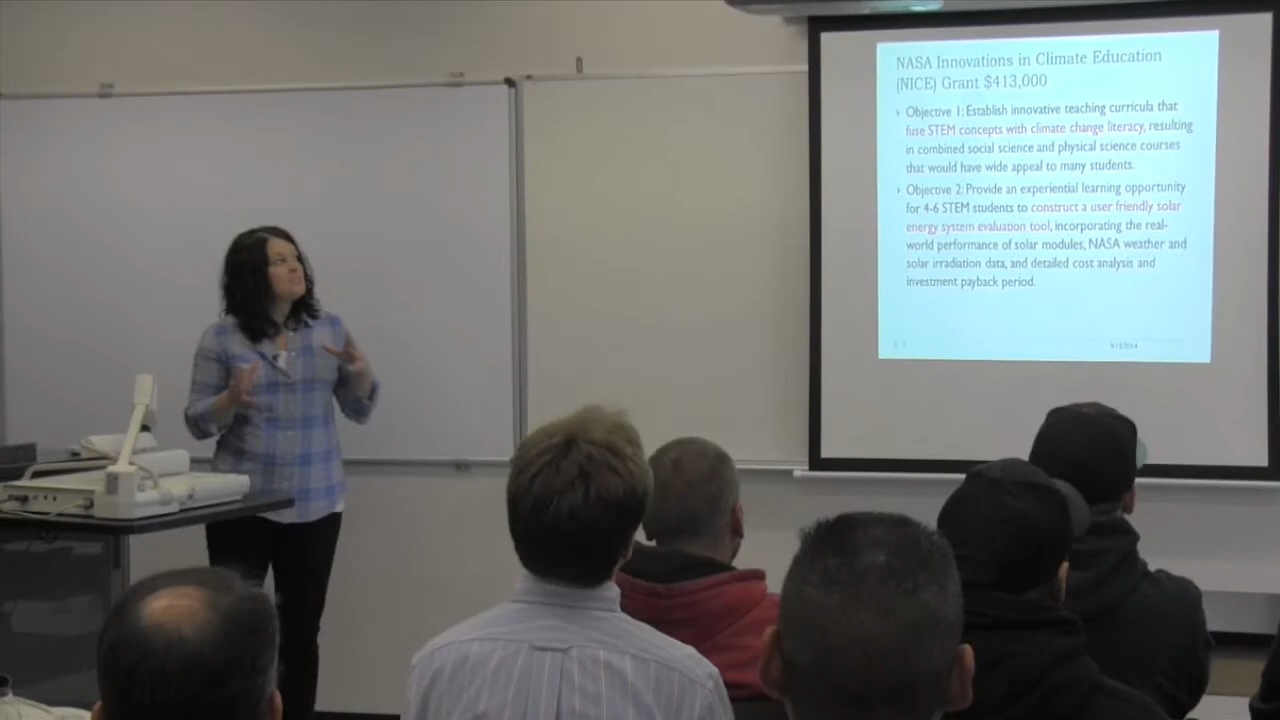 NASA Innovations in Climate Education
(NICE) Grant $413,000
Objective 1: Establish innovative teaching curricula that
fuse STEM concepts with climate change literacy, resulting
in combined social science and physical science courses
that would have wide appeal to many students.
Objective 2: Provide an experiential learning opportunity
for 4-6 STEM students to construct a user friendly solar
energy system evaluation tool, incorporating the real-
world performance of solar modules, NASA weather and
solar irradiation data, and detailed cost analysis and
investment payback period.